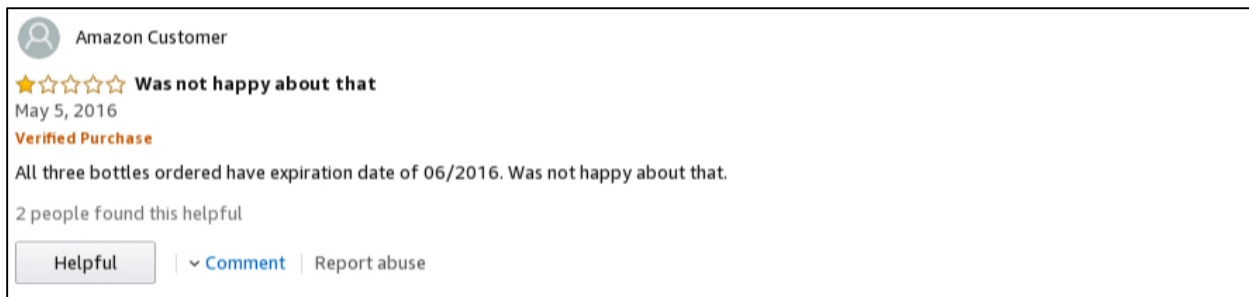 Amazon Customer
Was not happy about that
May 5, 2016
Verified Purchase
All three bottles ordered have expiration date of 06/2016. Was not happy about that.
2 people found this helpful
Helpful Comment Report abuse